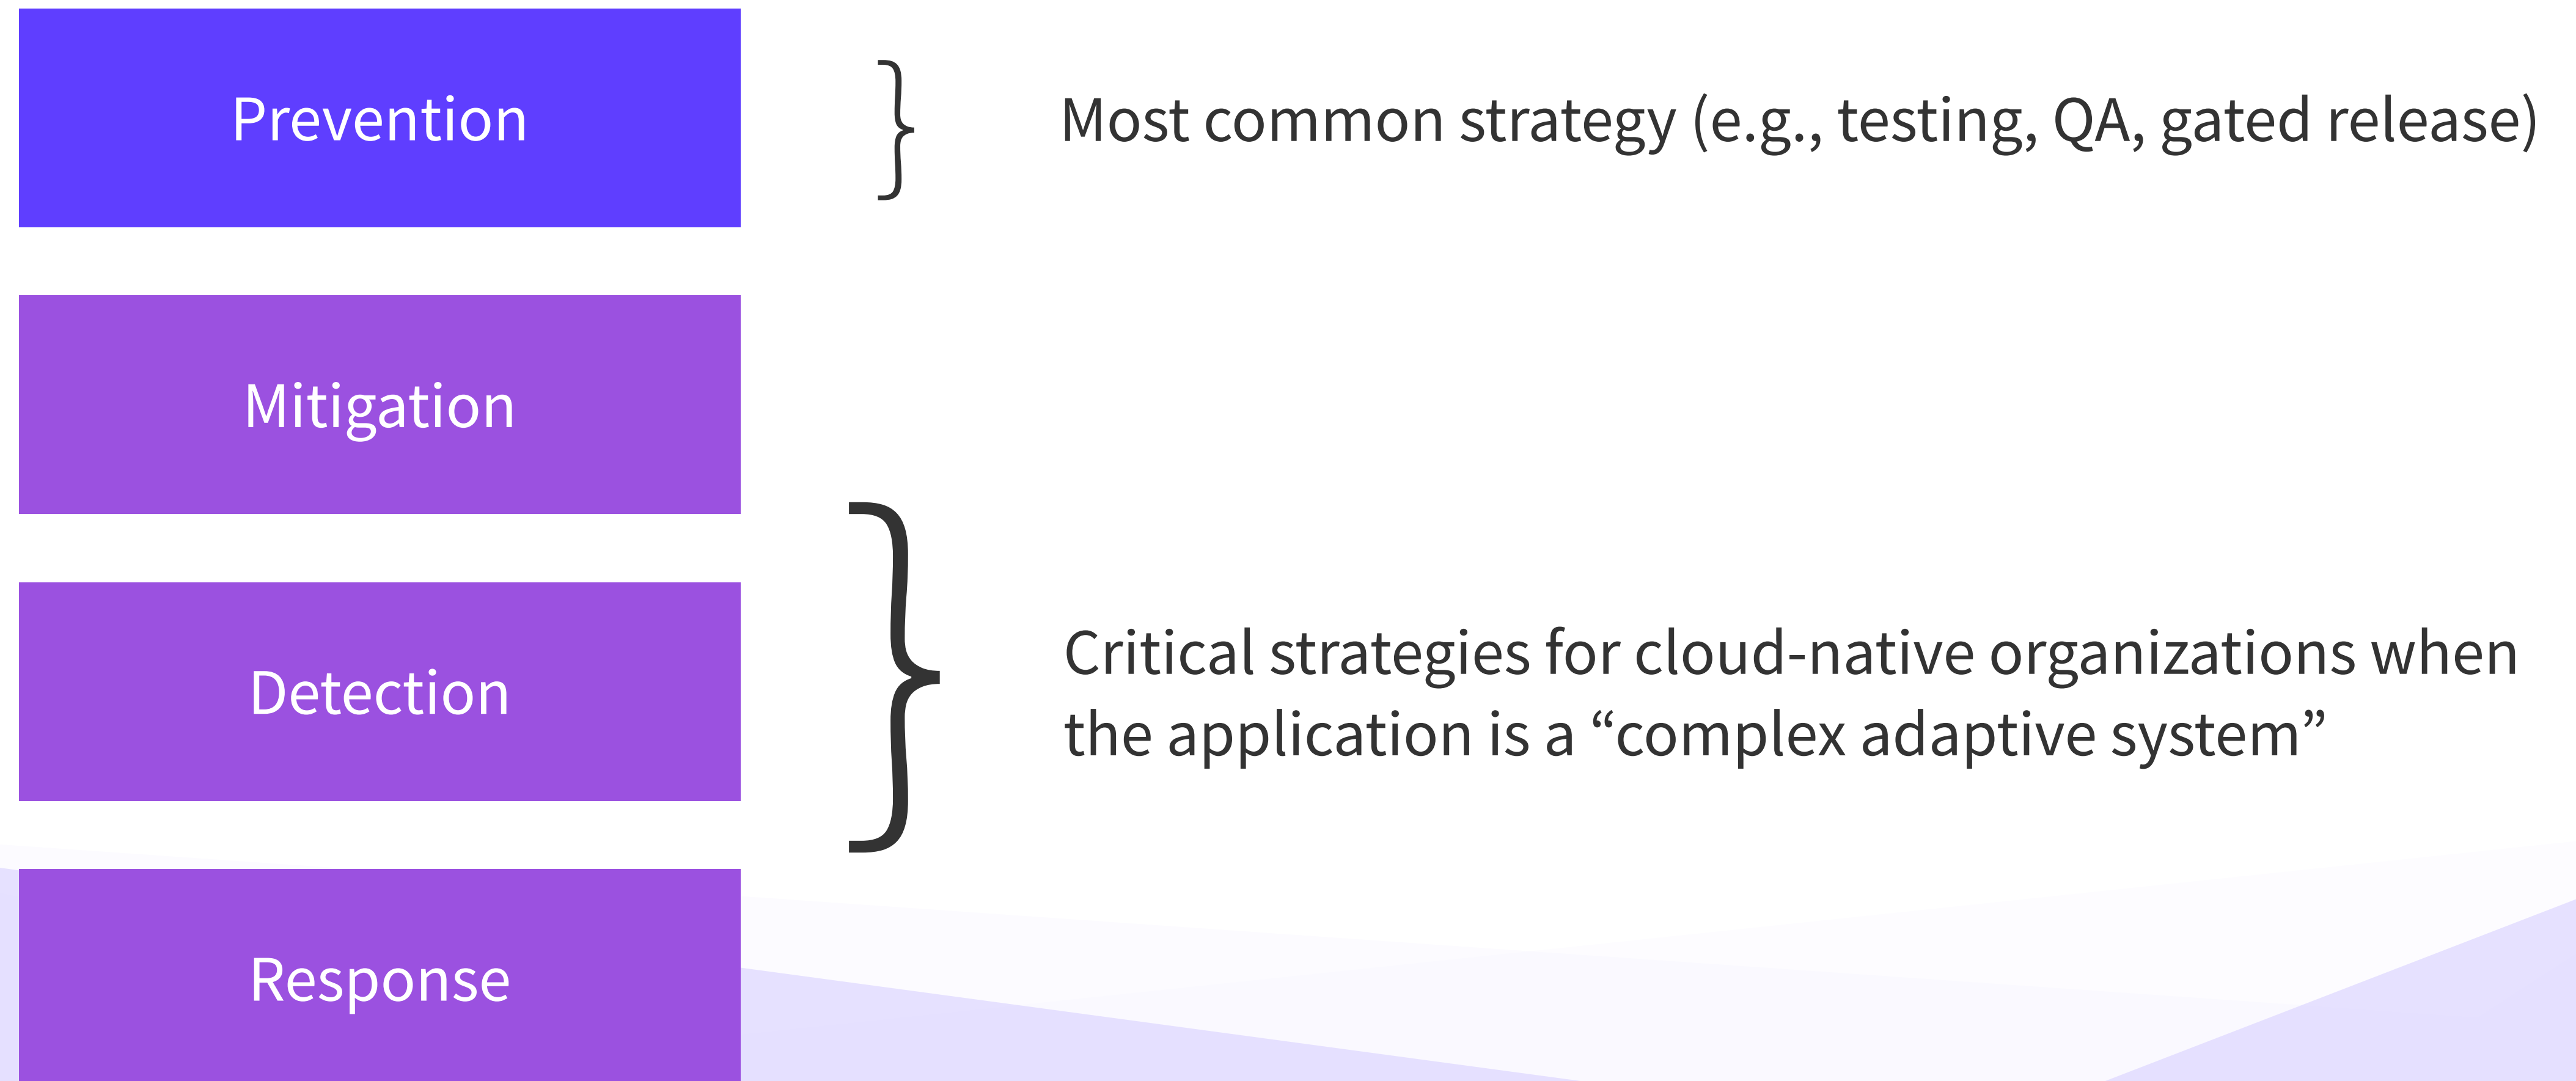 Prevention
Most common strategy (e.g., testing, QA, gated release)
Mitigation
Detection
Critical strategies for cloud-native organizations when
the application is a “complex adaptive system”
Response